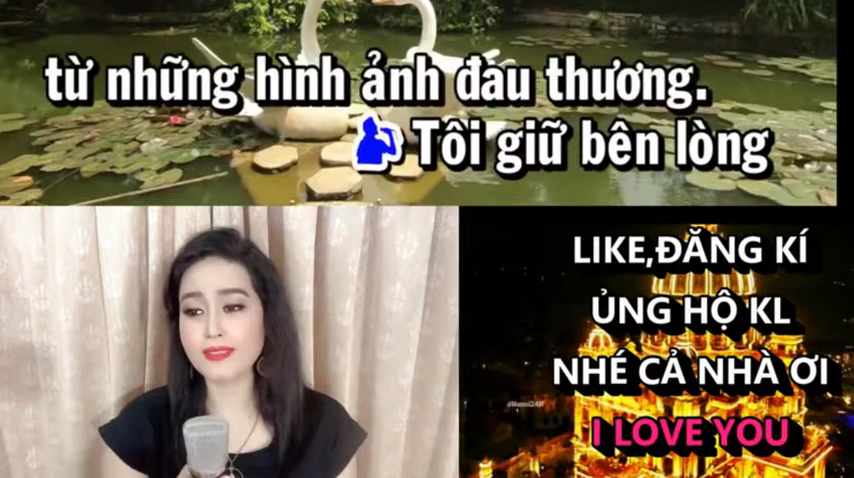 từ những hình ảnh đau thương.
Tôi giữ bên lòng
LIKE,ĐĂNG KÍ
ỦNG HỘ KL
NHÉ CẢ NHÀ ƠI
I LOVE YOU